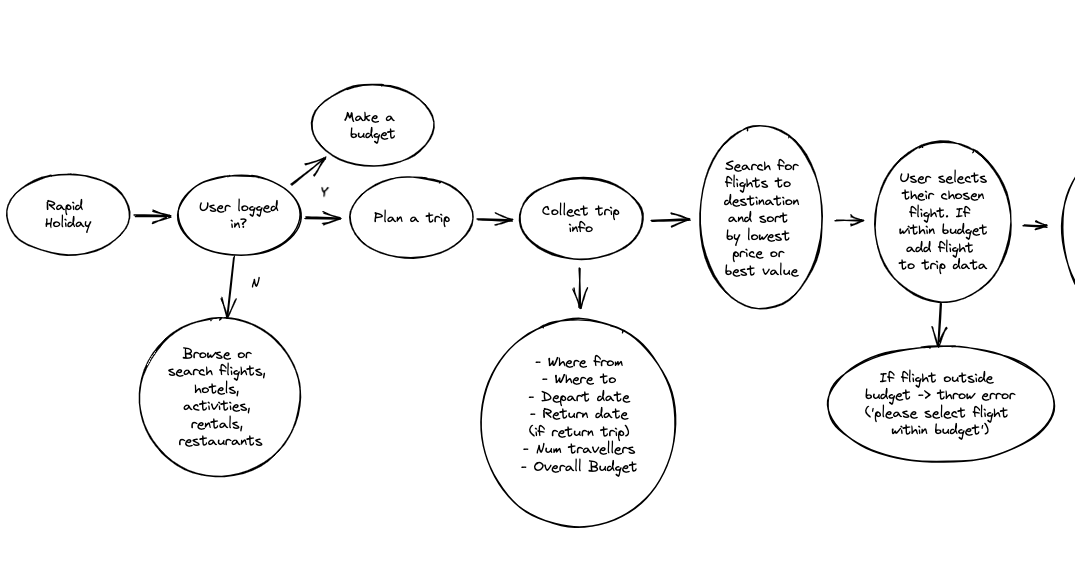 Rapid
Holiday
User logged
in?
Y
N
Make a
budget
Plan a trip
Browse or
search flights,
hotels,
activities,
rentals,
restaurants
Collect trip
info
- Where from
- Where to
- Depart date
- Return date
(if return trip)
- Num travellers
- Overall Budget
Search for
flights to
destination
and sort
by lowest
price or
best value
User selects
their chosen
flight. If
within budget
add flight
to trip data
If flight outside
budget -> throw error
('please select flight
within budget')